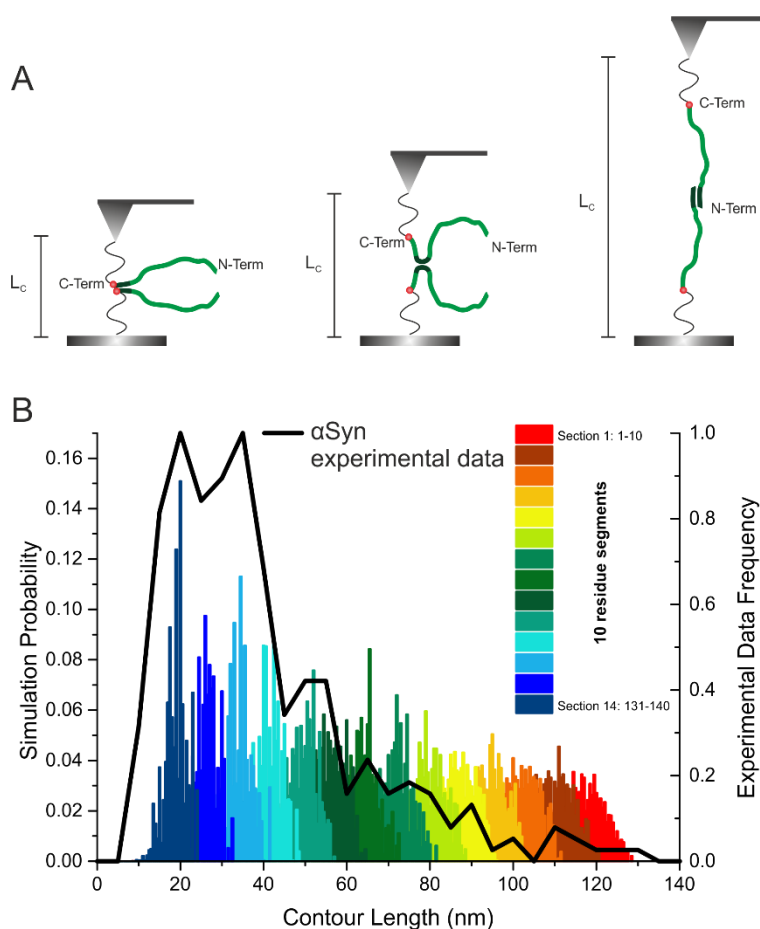 A
C-Term
N-Term
L_C
C-Term
N-Term
L_C
C-Term
N-Term
L_C
B
αSyn
experimental data
Section 1: 1-10
10 residue segments
Section 14: 131-140
Simulation Probability
0.16
0.14
0.12
0.10
0.08
0.06
0.04
0.02
0.00
Experimental Data Frequency
1.0
0.8
0.6
0.4
0.2
0.0
0 20 40 60 80 100 120 140
Contour Length (nm)